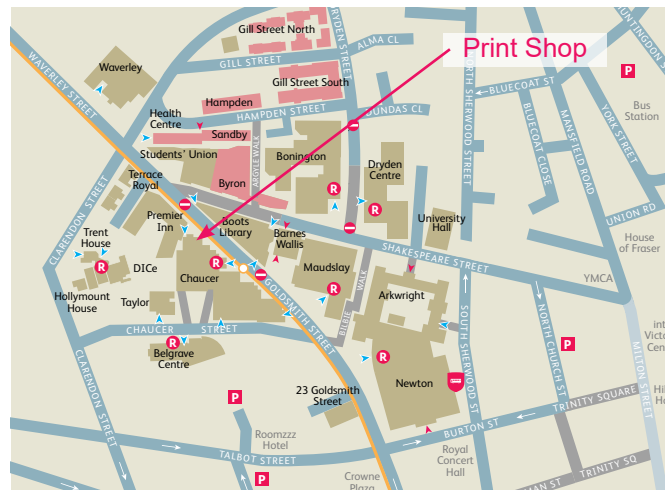 Gill Street North
DRYDEN STREET
ALMA CL
NORTH SHERWOOD STREET
HUNTINGDON ST
WAVERLEY STREET
GILL STREET
Print Shop
Waverley
Gill Street South
BLUECOAT ST
P
MANSFIELD ROAD
YORK STREET
Bus
Station
Health
Centre
Hampden
HAMPDEN STREET
DUNDAS CL
BLUECOAT CLOSE
Sandby
Students' Union
ARGYLE WALK
Bonington
Dryden
Centre
Terrace
Royal
Byron
R
R
UNION RD
CLARENDON STREET
Premier
Inn
Boots
Library
Barnes
Wallis
University
Hall
House
of Fraser
Trent
House
SHAKESPEARE STREET
R
DICe
Chaucer
R
Maudslay
R
BILBIE
WALK
Arkwright
YMCA
Hollymount
House
Taylor
GOLDSMITH STREET
SOUTH SHERWOOD ST
NORTH CHURCH ST
MILTON STREET
CHAUCER STREET
R
Belgrave
Centre
R
P
CLARENDON STREET
23 Goldsmith
Street
Newton
P
TRINITY SQUARE
BURTON ST
Roomzzz
Hotel
TALBOT STREET
Royal
Concert
Hall
TRINITY SQ
P
Crowne
Plaza